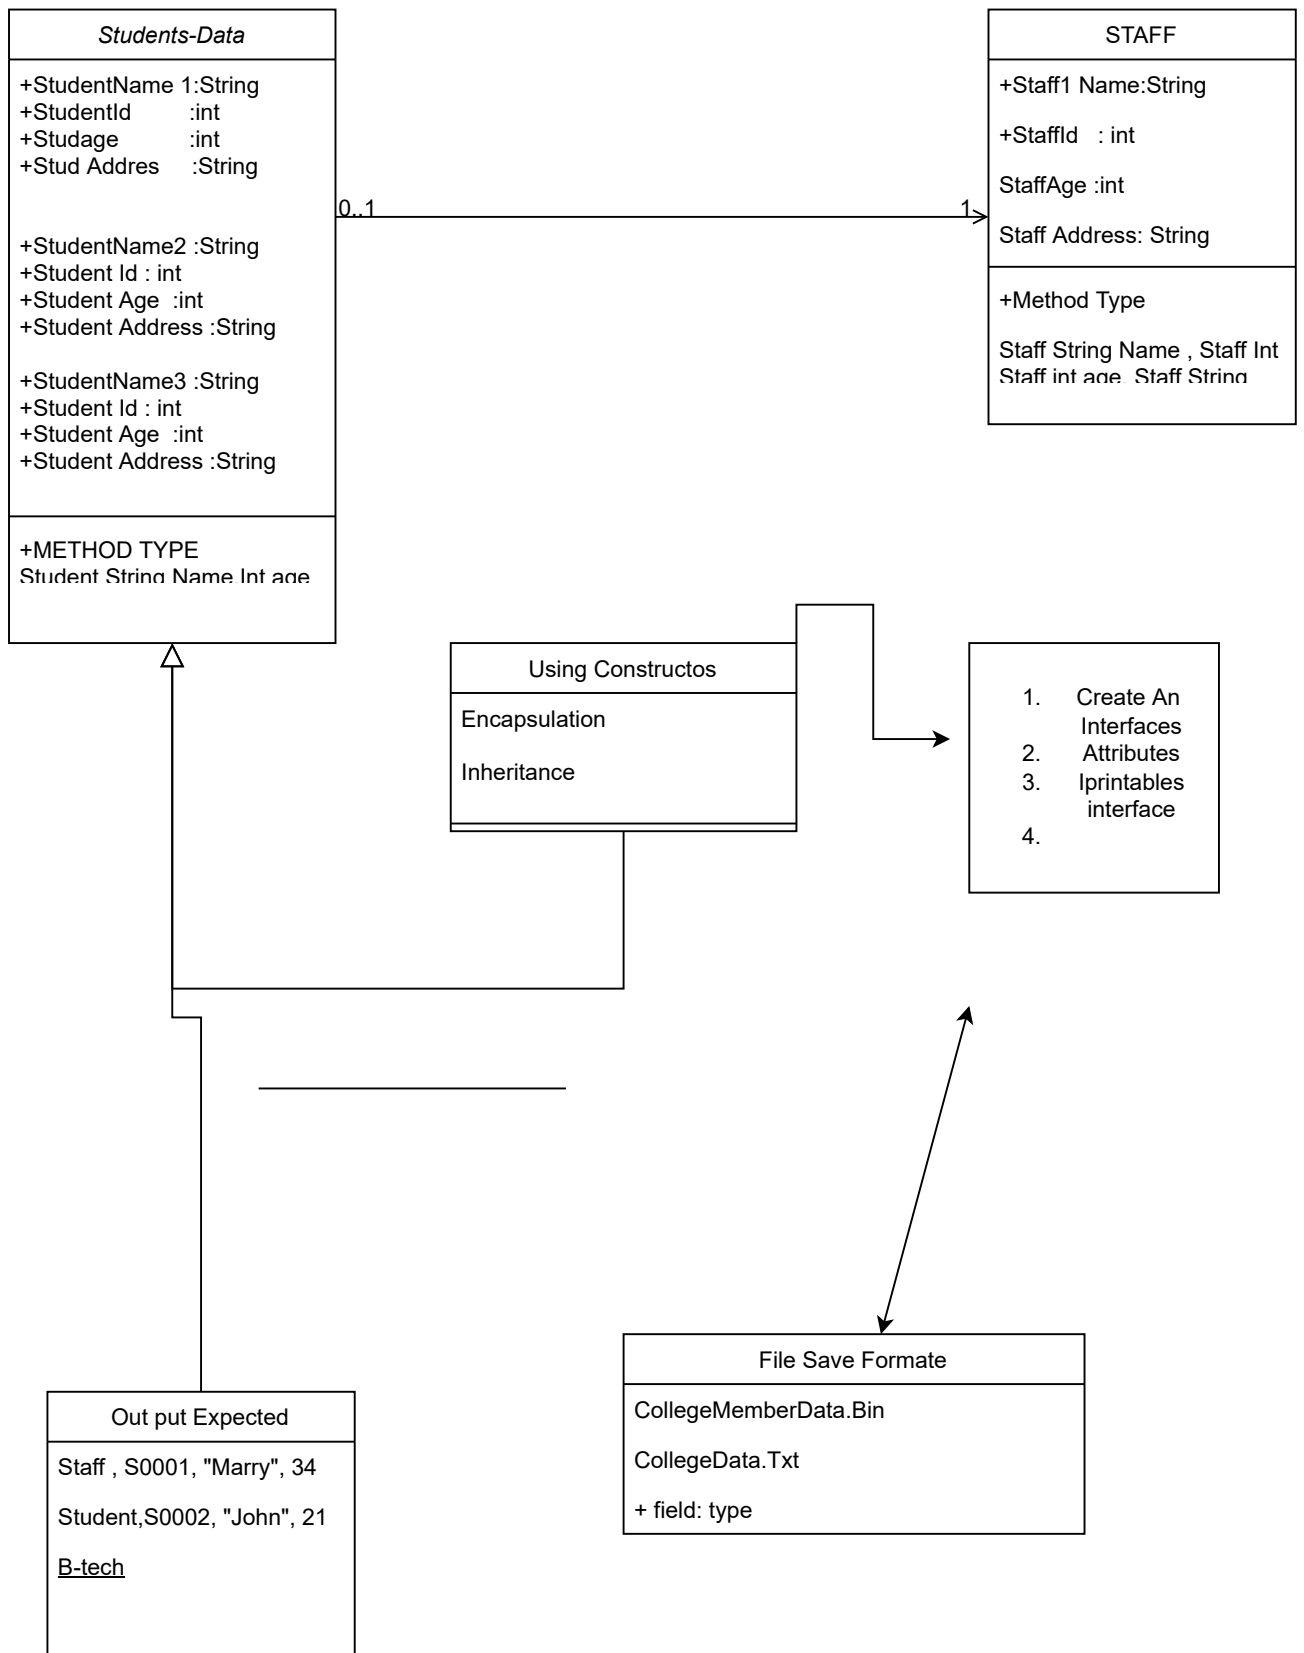 Students-Data
+StudentName 1:String
+StudentId :int
+Studage :int
+Stud Addres :String
+StudentName2 :String
+Student Id : int
+Student Age :int
+Student Address :String
+StudentName3 :String
+Student Id : int
+Student Age :int
+Student Address :String
+METHOD TYPE
Student String Name,Int age
0..1
1
STAFF
+Staff1 Name:String
+StaffId : int
StaffAge :int
Staff Address: String
+Method Type
Staff String Name , Staff Int
Staff int age, Staff String
Using Constructos
Encapsulation
Inheritance
1. Create An
Interfaces
2. Attributes
3. Iprintables
interface
4.
Out put Expected
Staff , S0001, "Marry", 34
Student,S0002, "John", 21
B-tech
File Save Formate
CollegeMemberData.Bin
CollegeData.Txt
+ field: type